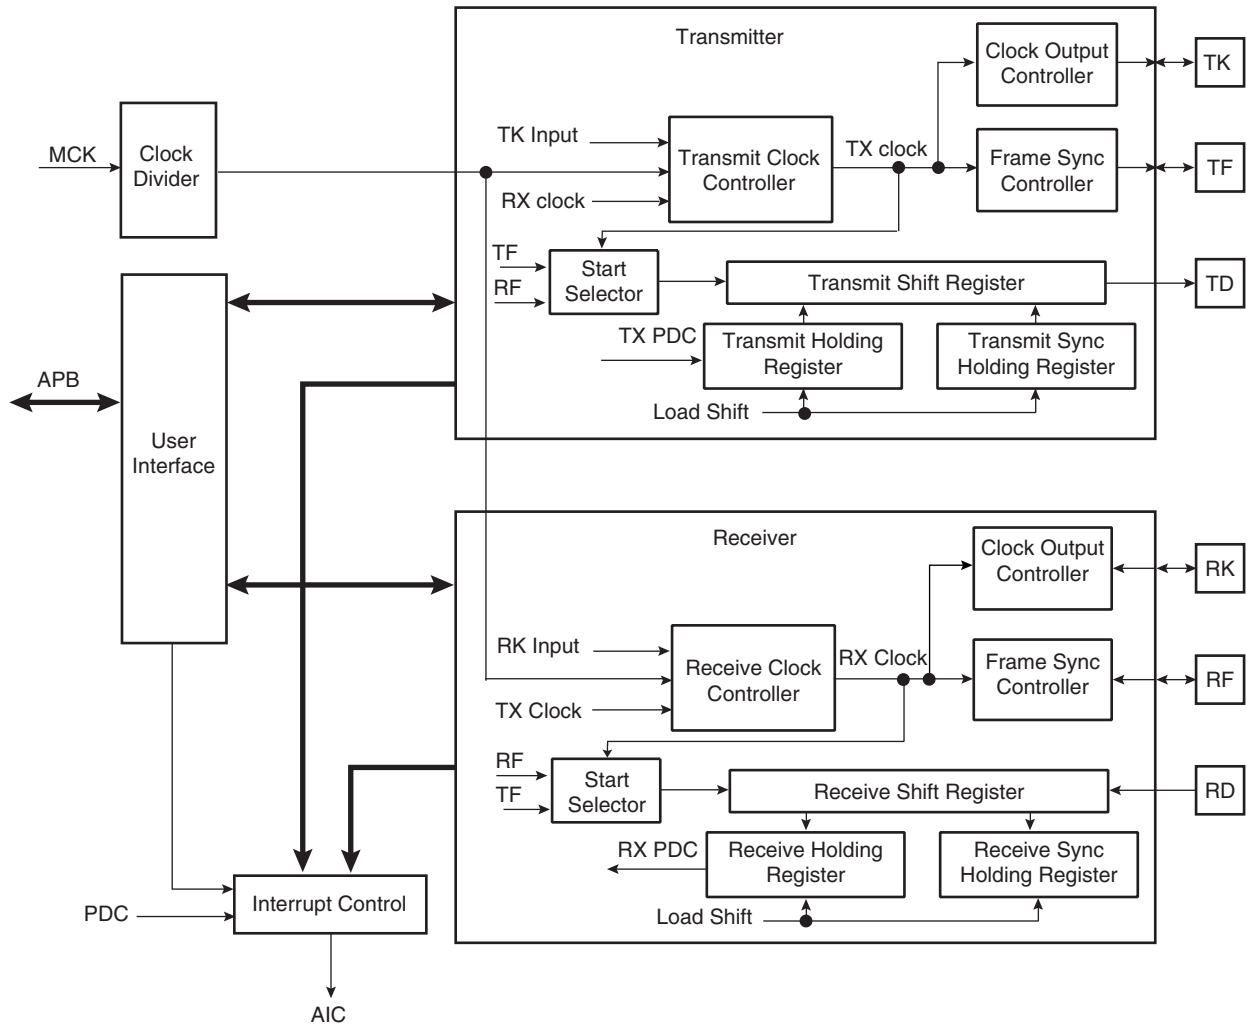 Transmitter
Clock Output
Controller
TK
MCK
Clock
Divider
TK Input
Transmit Clock
Controller
TX clock
RX clock
Frame Sync
Controller
TF
TF
RF
Start
Selector
Transmit Shift Register
TD
TX PDC
Transmit Holding
Register
Transmit Sync
Holding Register
Load Shift
APB
User
Interface
Receiver
Clock Output
Controller
RK
RK Input
Receive Clock
Controller
RX Clock
TX Clock
Frame Sync
Controller
RF
RF
TF
Start
Selector
Receive Shift Register
RD
RX PDC
Receive Holding
Register
Receive Sync
Holding Register
Load Shift
PDC
Interrupt Control
AIC